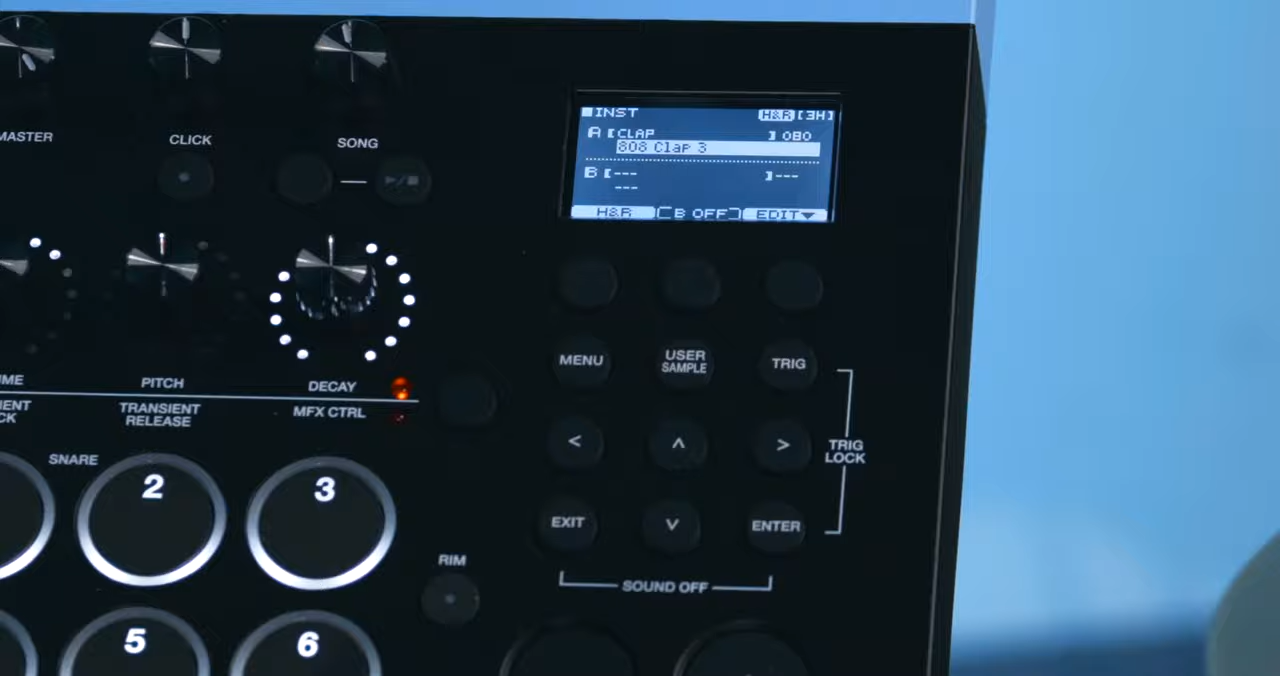 INST H&R [3H]
A [CLAP ] 080
808 Clap 3
B [--- ]---
---
H&R [B OFF] EDIT▼
MASTER
CLICK
SONG
MENU
USER
SAMPLE
TRIG
PITCH
DECAY
TRANSIENT
RELEASE
MFX CTRL
<
^
>
TRIG
LOCK
SNARE
2
3
EXIT
v
ENTER
RIM
SOUND OFF
5
6